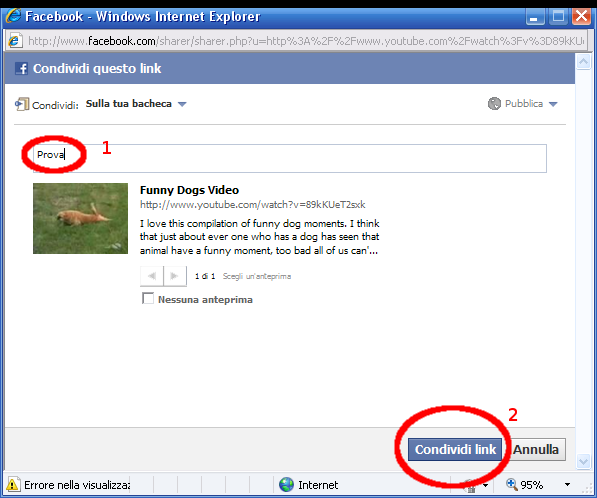 Facebook - Windows Internet Explorer
http://www.facebook.com/sharer/sharer.php?u=http%3A%2F%2Fwww.youtube.com%2Fwatch%3Fv%3D89kKU
Condividi questo link
Condividi: Sulla tua bacheca
Pubblica
Prova
1
Funny Dogs Video
http://www.youtube.com/watch?v=89kKUeT2sxk
I love this compilation of funny dog moments. I think
that just about ever one who has a dog has seen that
animal have a funny moment, too bad all of us can'...
1 di 1 Scegli un'anteprima
Nessuna anteprima
2
Condividi link
Annulla
Errore nella visualizzaz
Internet
95%